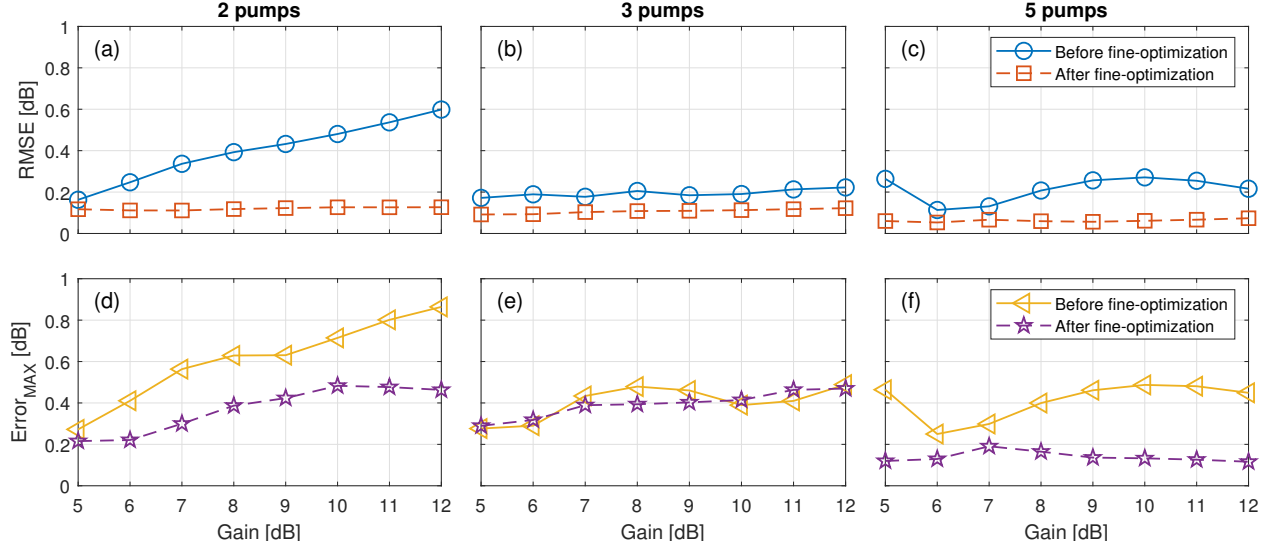 2 pumps
3 pumps
5 pumps
RMSE [dB]
1
0.8
0.6
0.4
0.2
0
(a)
(b)
(c)
Before fine-optimization
After fine-optimization
Error_MAX [dB]
1
0.8
0.6
0.4
0.2
0
(d)
(e)
(f)
Before fine-optimization
After fine-optimization
5 6 7 8 9 10 11 12
5 6 7 8 9 10 11 12
5 6 7 8 9 10 11 12
Gain [dB]
Gain [dB]
Gain [dB]